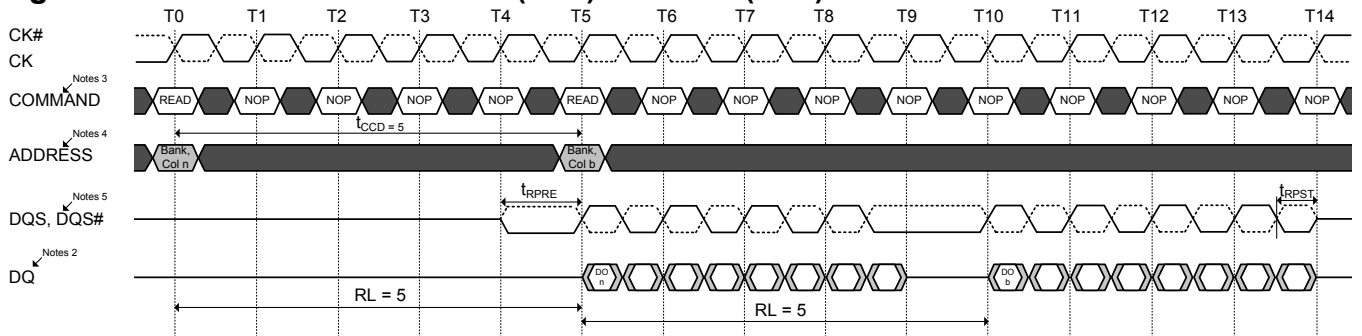 T0 T1 T2 T3 T4 T5 T6 T7 T8 T9 T10 T11 T12 T13 T14
CK#
CK
Notes 3
COMMAND READ NOP NOP NOP NOP READ NOP NOP NOP NOP NOP NOP NOP NOP NOP
tCCD = 5
Notes 4
ADDRESS Bank, Col n Bank, Col b
tRPRE tRPST
Notes 5
DQS, DQS#
Notes 2
DQ DO n DO b
RL = 5
RL = 5